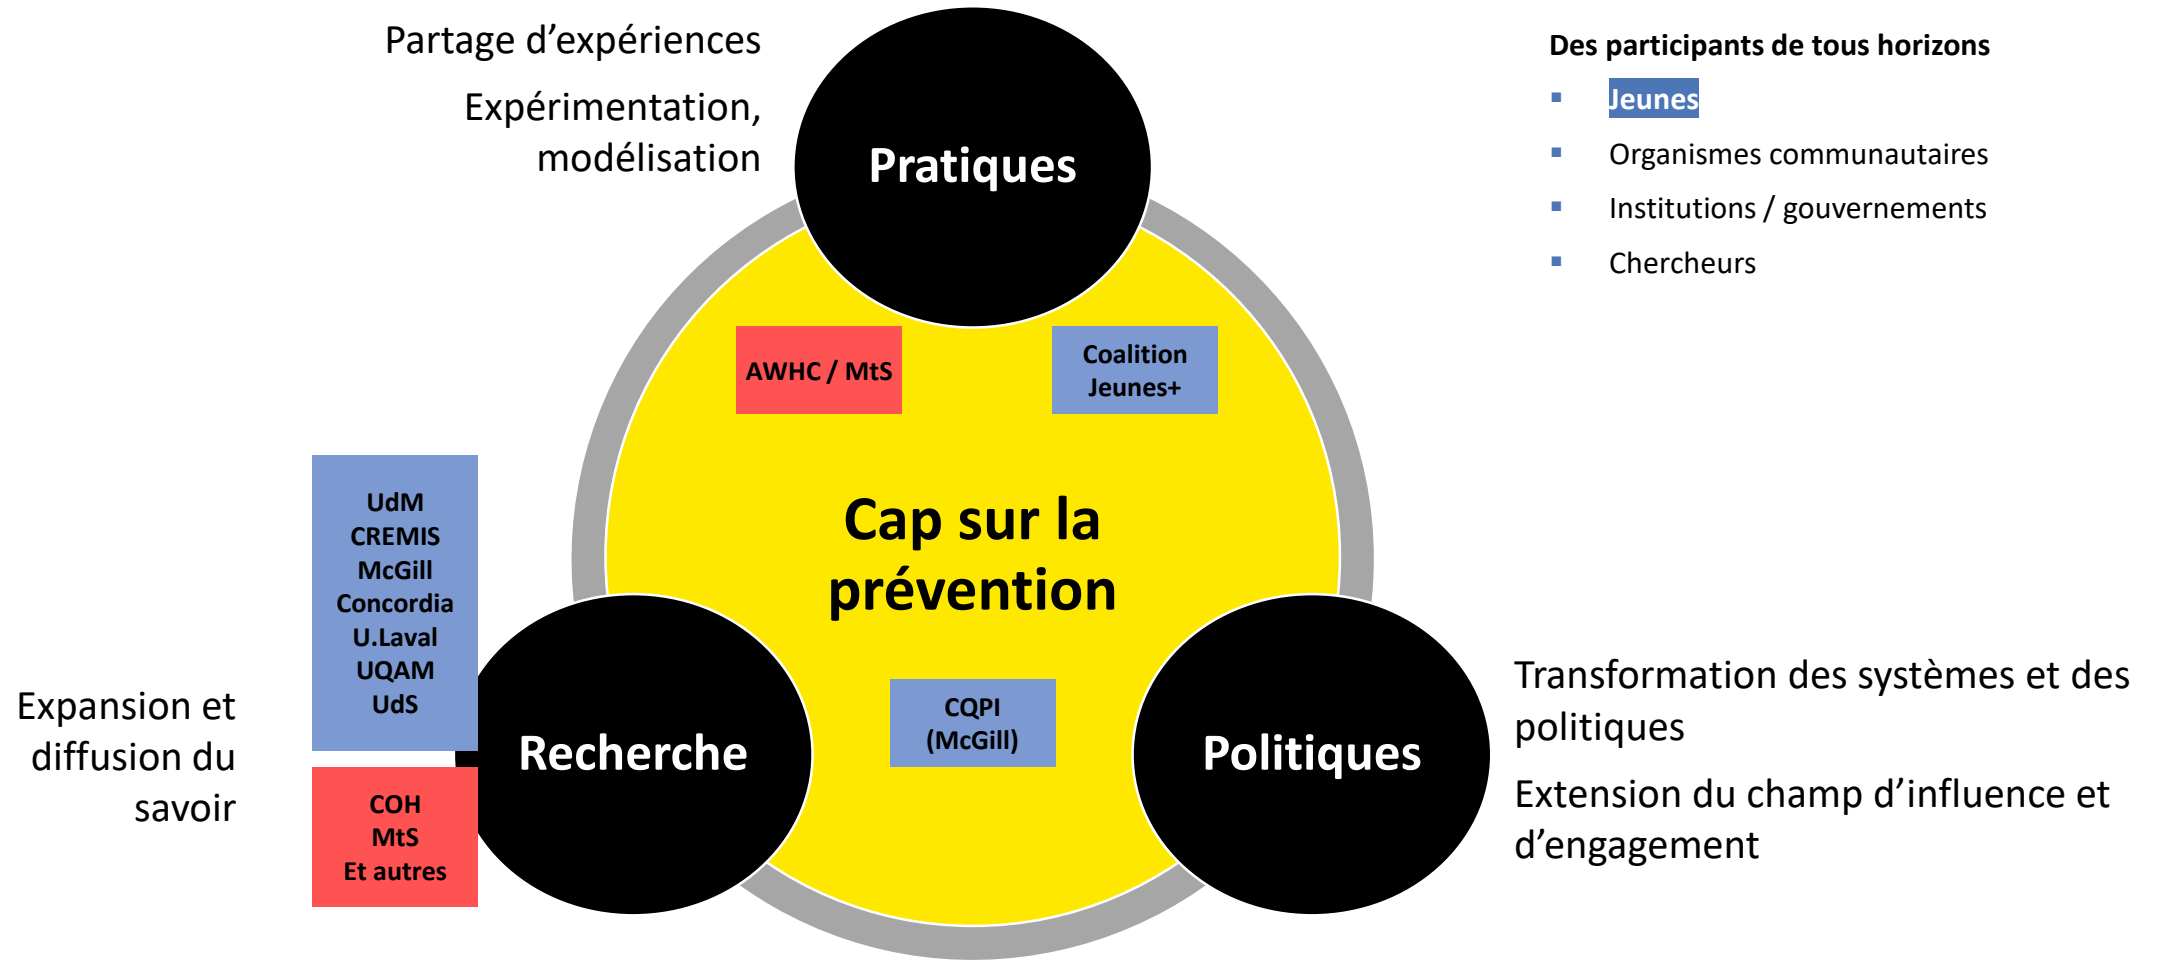 Partage d’expériences
Expérimentation,
modélisation
Pratiques
Des participants de tous horizons
▪ Jeunes
▪ Organismes communautaires
▪ Institutions / gouvernements
▪ Chercheurs
AWHC / MtS
Coalition
Jeunes+
Cap sur la
prévention
UdM
CREMIS
McGill
Concordia
U.Laval
UQAM
UdS
COH
MtS
Et autres
Expansion et
diffusion du
savoir
Recherche
CQPI
(McGill)
Politiques
Transformation des systèmes et des
politiques
Extension du champ d’influence et
d’engagement